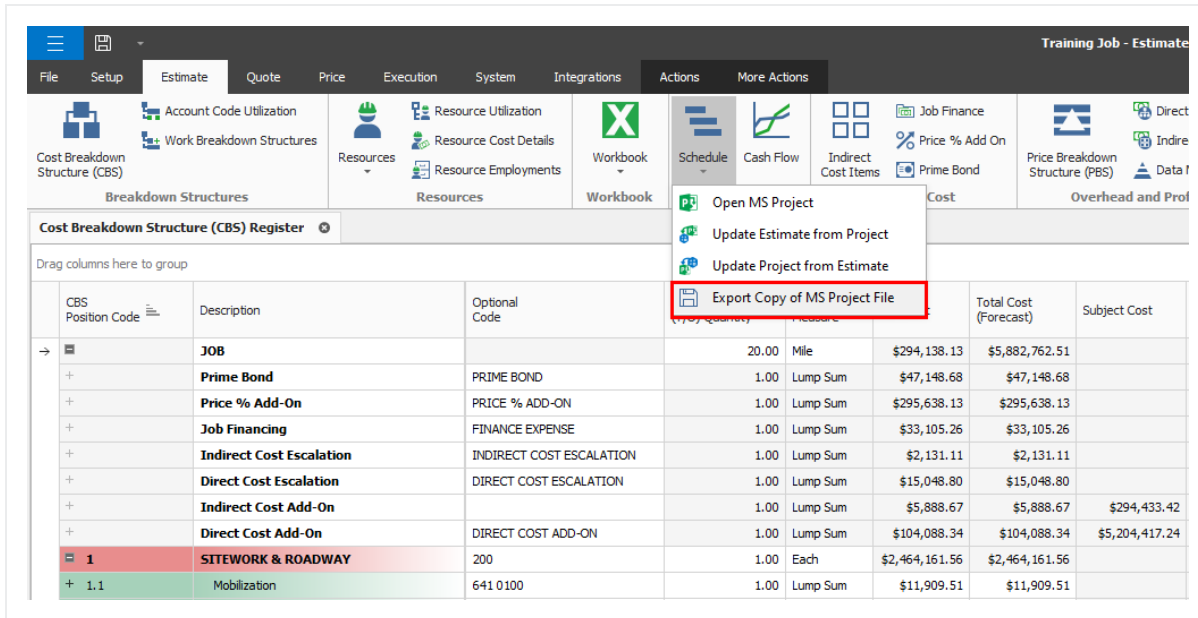 Training Job - Estimate
File Setup Estimate Quote Price Execution System Integrations Actions More Actions
Account Code Utilization
Work Breakdown Structures
Cost Breakdown
Structure (CBS)
Breakdown Structures
Resources
Resource Utilization
Resource Cost Details
Resource Employments
Resources
Workbook
Workbook
Schedule
Cash Flow
Indirect
Cost Items
Job Finance
Price % Add On
Prime Bond
Cost
Price Breakdown
Structure (PBS)
Direct
Indire
Data
Overhead and Prof
Open MS Project
Update Estimate from Project
Update Project from Estimate
Export Copy of MS Project File
Cost Breakdown Structure (CBS) Register
Drag columns here to group
CBS
Position Code
Description
Optional
Code
Total Cost
(Forecast)
Subject Cost
JOB 20.00 Mile $294,138.13 $5,882,762.51
Prime Bond PRIME BOND 1.00 Lump Sum $47,148.68 $47,148.68
Price % Add-On PRICE % ADD-ON 1.00 Lump Sum $295,638.13 $295,638.13
Job Financing FINANCE EXPENSE 1.00 Lump Sum $33,105.26 $33,105.26
Indirect Cost Escalation INDIRECT COST ESCALATION 1.00 Lump Sum $2,131.11 $2,131.11
Direct Cost Escalation DIRECT COST ESCALATION 1.00 Lump Sum $15,048.80 $15,048.80
Indirect Cost Add-On 1.00 Lump Sum $5,888.67 $5,888.67 $294,433.42
Direct Cost Add-On DIRECT COST ADD-ON 1.00 Lump Sum $104,088.34 $104,088.34 $5,204,417.24
1 SITEWORK & ROADWAY 200 1.00 Each $2,464,161.56 $2,464,161.56
1.1 Mobilization 641 0100 1.00 Lump Sum $11,909.51 $11,909.51